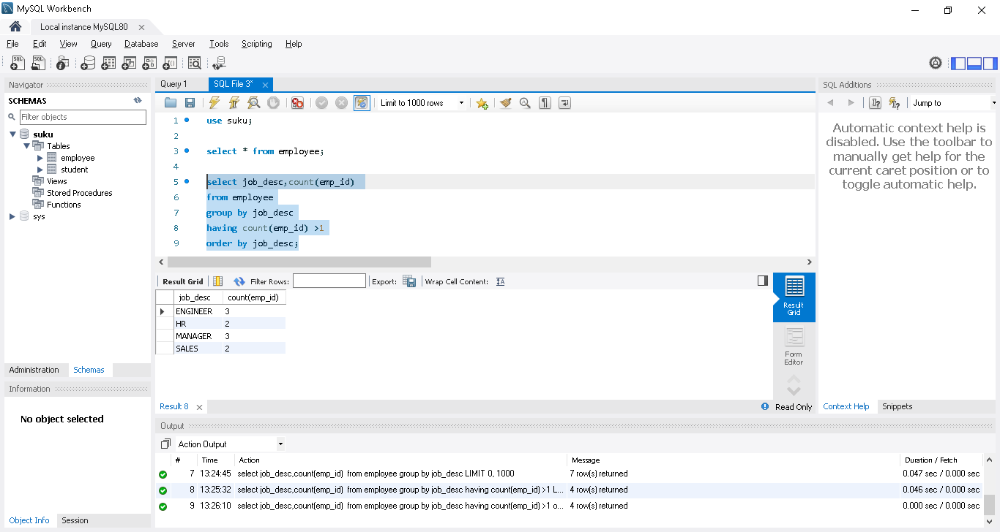 MySQL Workbench
Local instance MySQL80
File Edit View Query Database Server Tools Scripting Help
Navigator
SCHEMAS
Filter objects
suku
Tables
employee
student
Views
Stored Procedures
Functions
sys
Administration Schemas
Information
No object selected
Object Info Session
Query 1 SQL File 3*
Limit to 1000 rows
1 use suku;
2
3 select * from employee;
4
5 select job_desc,count(emp_id)
6 from employee
7 group by job_desc
8 having count(emp_id) >1
9 order by job_desc;
Result Grid Filter Rows: Export: Wrap Cell Content:
job_desc count(emp_id)
ENGINEER 3
HR 2
MANAGER 3
SALES 2
Result
Grid
Form
Editor
Result 8 Read Only
SQL Additions
Jump to
Automatic context help is
disabled. Use the toolbar to
manually get help for the
current caret position or to
toggle automatic help.
Context Help Snippets
Output
Action Output
# Time Action Message Duration / Fetch
7 13:24:45 select job_desc,count(emp_id) from employee group by job_desc LIMIT 0, 1000 7 row(s) returned 0.047 sec / 0.000 sec
8 13:25:32 select job_desc,count(emp_id) from employee group by job_desc having count(emp_id) >1 L... 4 row(s) returned 0.046 sec / 0.000 sec
9 13:26:10 select job_desc,count(emp_id) from employee group by job_desc having count(emp_id) >1 o... 4 row(s) returned 0.000 sec / 0.000 sec